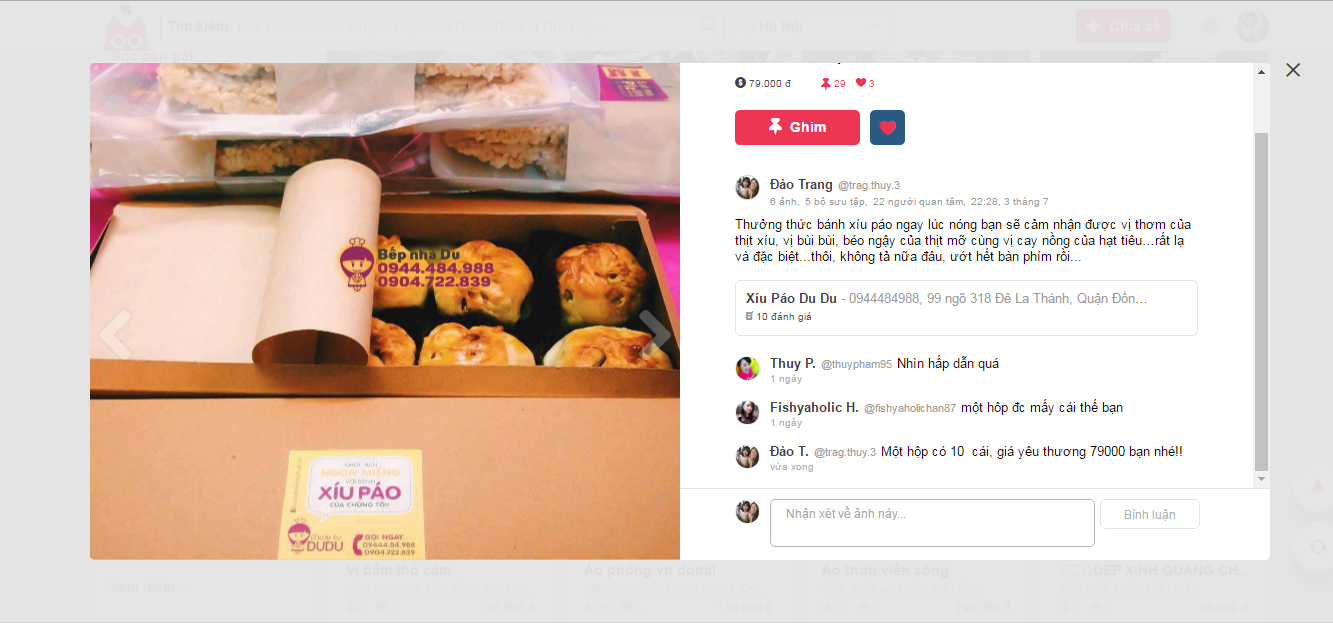 Tìm kiếm
Hà Nội
Chia sẻ
79.000 đ
29
3
Ghim
Đào Trang @trag.thuy.3
6 ảnh, 5 bộ sưu tập, 22 người quan tâm, 22:28, 3 tháng 7
Thưởng thức bánh xíu páo ngay lúc nóng bạn sẽ cảm nhận được vị thơm của
thịt xíu, vị bùi bùi, béo ngậy của thịt mỡ cùng vị cay nồng của hạt tiêu...rất lạ
và đặc biệt...thôi, không tả nữa đâu, ướt hết bàn phím rồi...
Xíu Páo Du Du - 0944484988, 99 ngõ 318 Đê La Thành, Quận Đốn...
10 đánh giá
Thuy P. @thuypham95 Nhìn hấp dẫn quá
1 ngày
Fishyaholic H. @fishyaholichan87 một hôp đc mấy cái thế bạn
1 ngày
Đào T. @trag.thuy.3 Một hộp có 10 cái, giá yêu thương 79000 bạn nhé!!
vừa xong
Nhận xét về ảnh này...
Bình luận
Bếp nhà Du
0944.484.988
0904.722.839
CHÚC BẠN
NGON MIỆNG
VỚI BÁNH
XÍU PÁO
CỦA CHÚNG TÔI!
made by
DUDU
GỌI NGAY
09444.84.988
0904.722.839
Xem thêm
Ví bấm thỏ cắm
Áo phông vịt donal
Áo thun viền sóng
DÉP XINH QUẢNG CH..
35.000 đ
130.000 đ
290.000 đ
66.000 đ